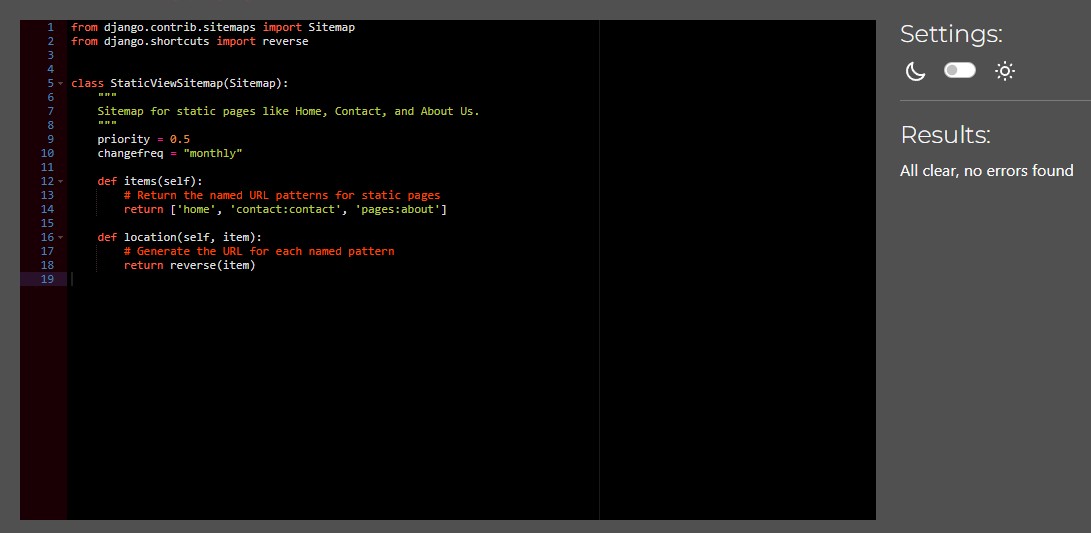 1 from django.contrib.sitemaps import Sitemap
2 from django.shortcuts import reverse
3
4
5 class StaticViewSitemap(Sitemap):
6     """
7     Sitemap for static pages like Home, Contact, and About Us.
8     """
9     priority = 0.5
10     changefreq = "monthly"
11
12     def items(self):
13         # Return the named URL patterns for static pages
14         return ['home', 'contact:contact', 'pages:about']
15
16     def location(self, item):
17         # Generate the URL for each named pattern
18         return reverse(item)
19
Settings:
Results:
All clear, no errors found